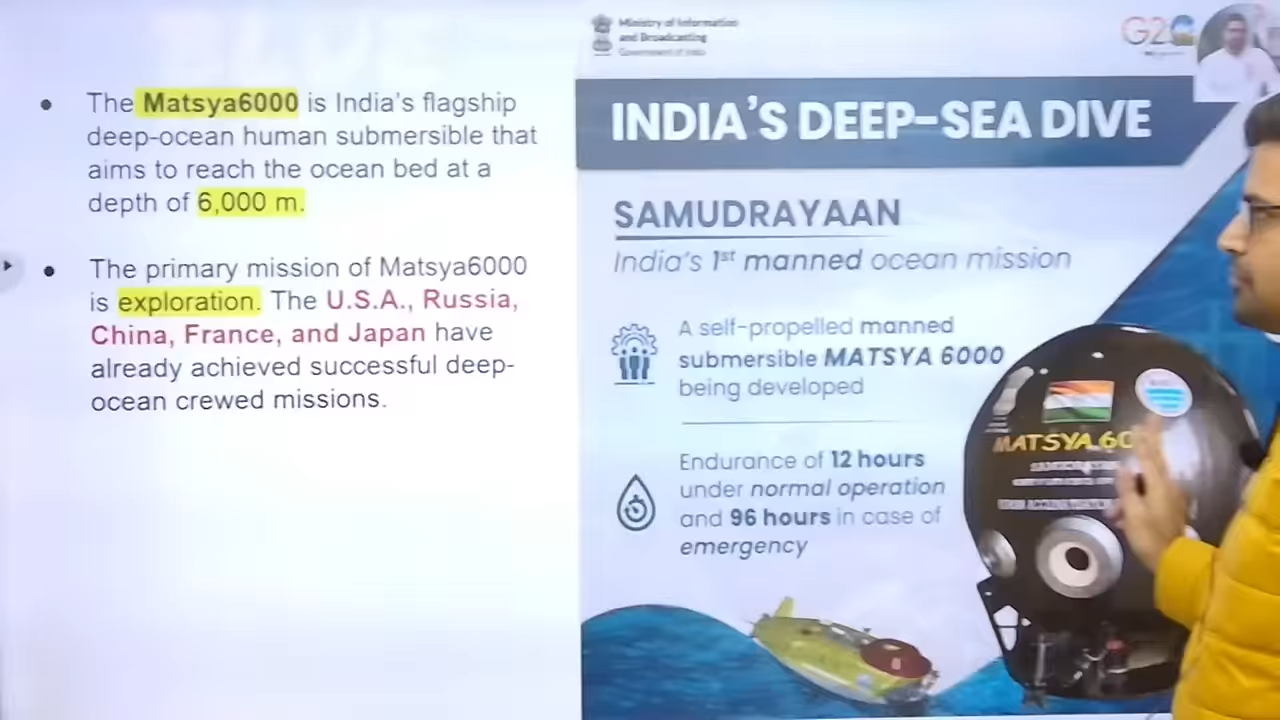 The Matsya6000 is India's flagship
deep-ocean human submersible that
aims to reach the ocean bed at a
depth of 6,000 m.
The primary mission of Matsya6000
is exploration. The U.S.A., Russia,
China, France, and Japan have
already achieved successful deep-
ocean crewed missions.
Ministry of Information
and Broadcasting
Government of India
G20
INDIA'S DEEP-SEA DIVE
SAMUDRAYAAN
India's 1st manned ocean mission
A self-propelled manned
submersible MATSYA 6000
being developed
Endurance of 12 hours
under normal operation
and 96 hours in case of
emergency
MATSYA 60